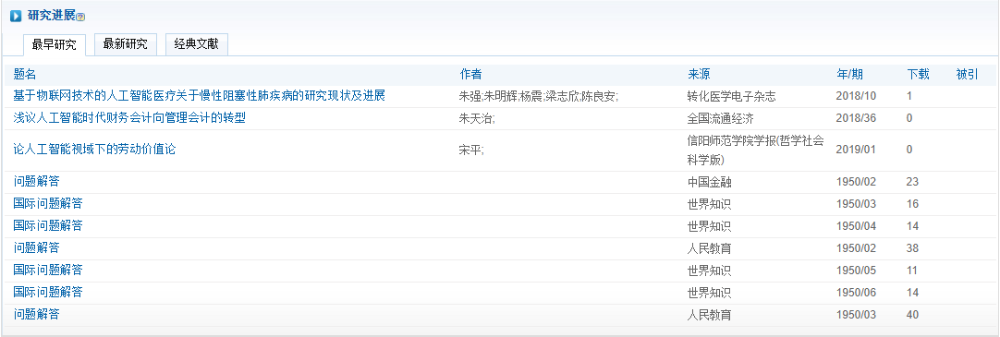 研究进展
最早研究 最新研究 经典文献
题名 作者 来源 年/期 下载 被引
基于物联网技术的人工智能医疗关于慢性阻塞性肺疾病的研究现状及进展 朱强;朱明辉;杨震;梁志欣;陈良安; 转化医学电子杂志 2018/10 1
浅议人工智能时代财务会计向管理会计的转型 朱天治; 全国流通经济 2018/36 0
论人工智能视域下的劳动价值论 宋平; 信阳师范学院学报(哲学社会 2019/01 0
科学版)
问题解答 中国金融 1950/02 23
国际问题解答 世界知识 1950/03 16
国际问题解答 世界知识 1950/04 14
问题解答 人民教育 1950/02 38
国际问题解答 世界知识 1950/05 11
国际问题解答 世界知识 1950/06 14
问题解答 人民教育 1950/03 40